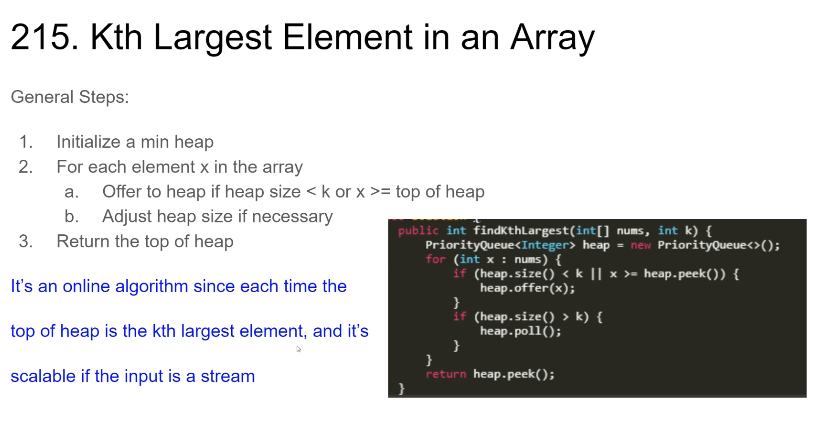 215. Kth Largest Element in an Array
General Steps:
1. Initialize a min heap
2. For each element x in the array
a. Offer to heap if heap size < k or x >= top of heap
b. Adjust heap size if necessary
3. Return the top of heap
It's an online algorithm since each time the
top of heap is the kth largest element, and it's
scalable if the input is a stream
public int findKthLargest(int[] nums, int k) {
PriorityQueue<Integer> heap = new PriorityQueue<>();
for (int x : nums) {
if (heap.size() < k || x >= heap.peek()) {
heap.offer(x);
}
if (heap.size() > k) {
heap.poll();
}
}
return heap.peek();
}